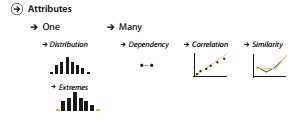 → Attributes
→ One → Many
→ Distribution → Dependency → Correlation → Similarity
→ Extremes